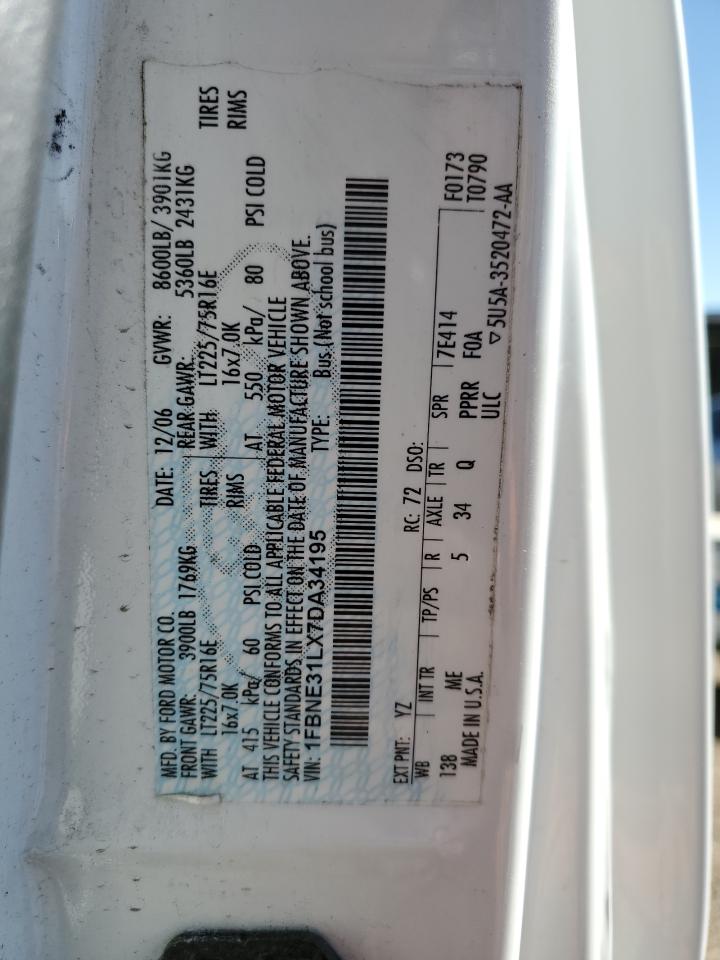 MFD. BY FORD MOTOR CO. DATE: 12/06 GVWR: 8600LB/ 3901KG
FRONT GAWR: 3900LB 1769KG REAR GAWR: 5360LB 2431KG
WITH LT225/75R16E TIRES WITH LT225/75R16E TIRES
16x7.0K RIMS 16x7.0K RIMS
AT 415 kPa/ 60 PSI COLD AT 550 kPa/ 80 PSI COLD
THIS VEHICLE CONFORMS TO ALL APPLICABLE FEDERAL MOTOR VEHICLE
SAFETY STANDARDS IN EFFECT ON THE DATE OF MANUFACTURE SHOWN ABOVE.
VIN: 1FBNE31LX7DA34195 TYPE: Bus (Not school bus)
EXT PNT: YZ RC: 72 DSO: F0173
WB INT TR TP/PS R AXLE TR SPR 7E414 T0790
138 ME 5 34 Q PPRR FOA
MADE IN U.S.A. ULC ▽5U5A-3520472-AA